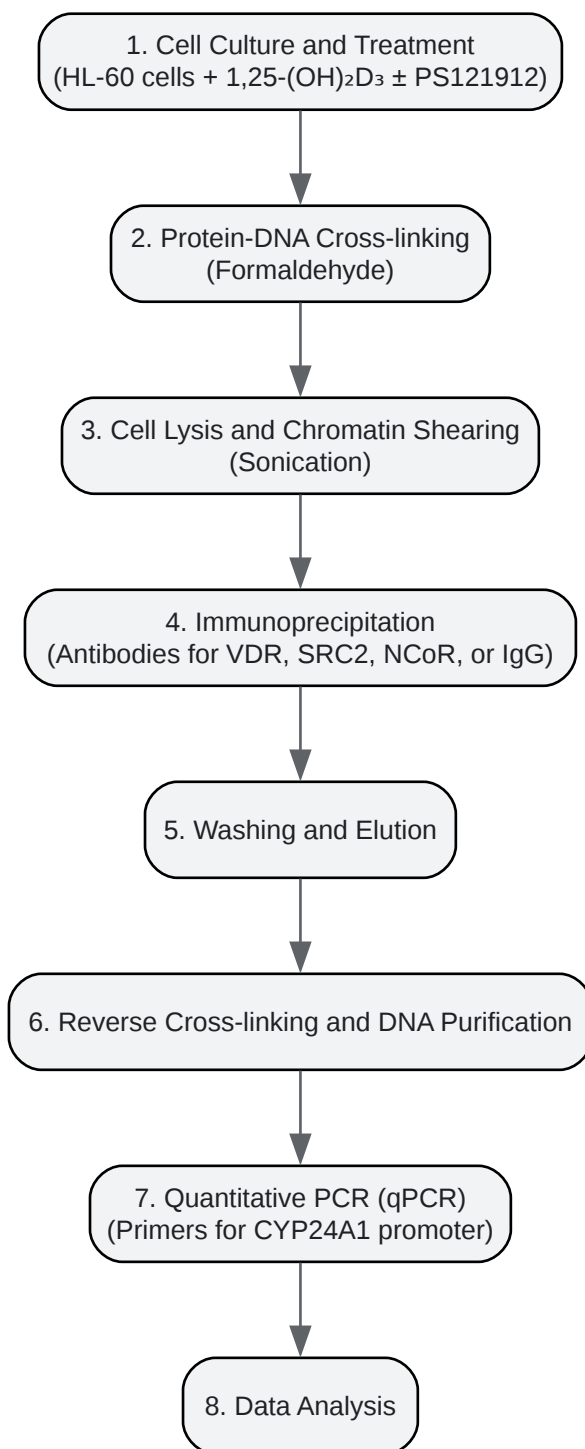 1. Cell Culture and Treatment
(HL-60 cells + 1,25-(OH)₂D₃ ± PS121912)
2. Protein-DNA Cross-linking
(Formaldehyde)
3. Cell Lysis and Chromatin Shearing
(Sonication)
4. Immunoprecipitation
(Antibodies for VDR, SRC2, NCoR, or IgG)
5. Washing and Elution
6. Reverse Cross-linking and DNA Purification
7. Quantitative PCR (qPCR)
(Primers for CYP24A1 promoter)
8. Data Analysis